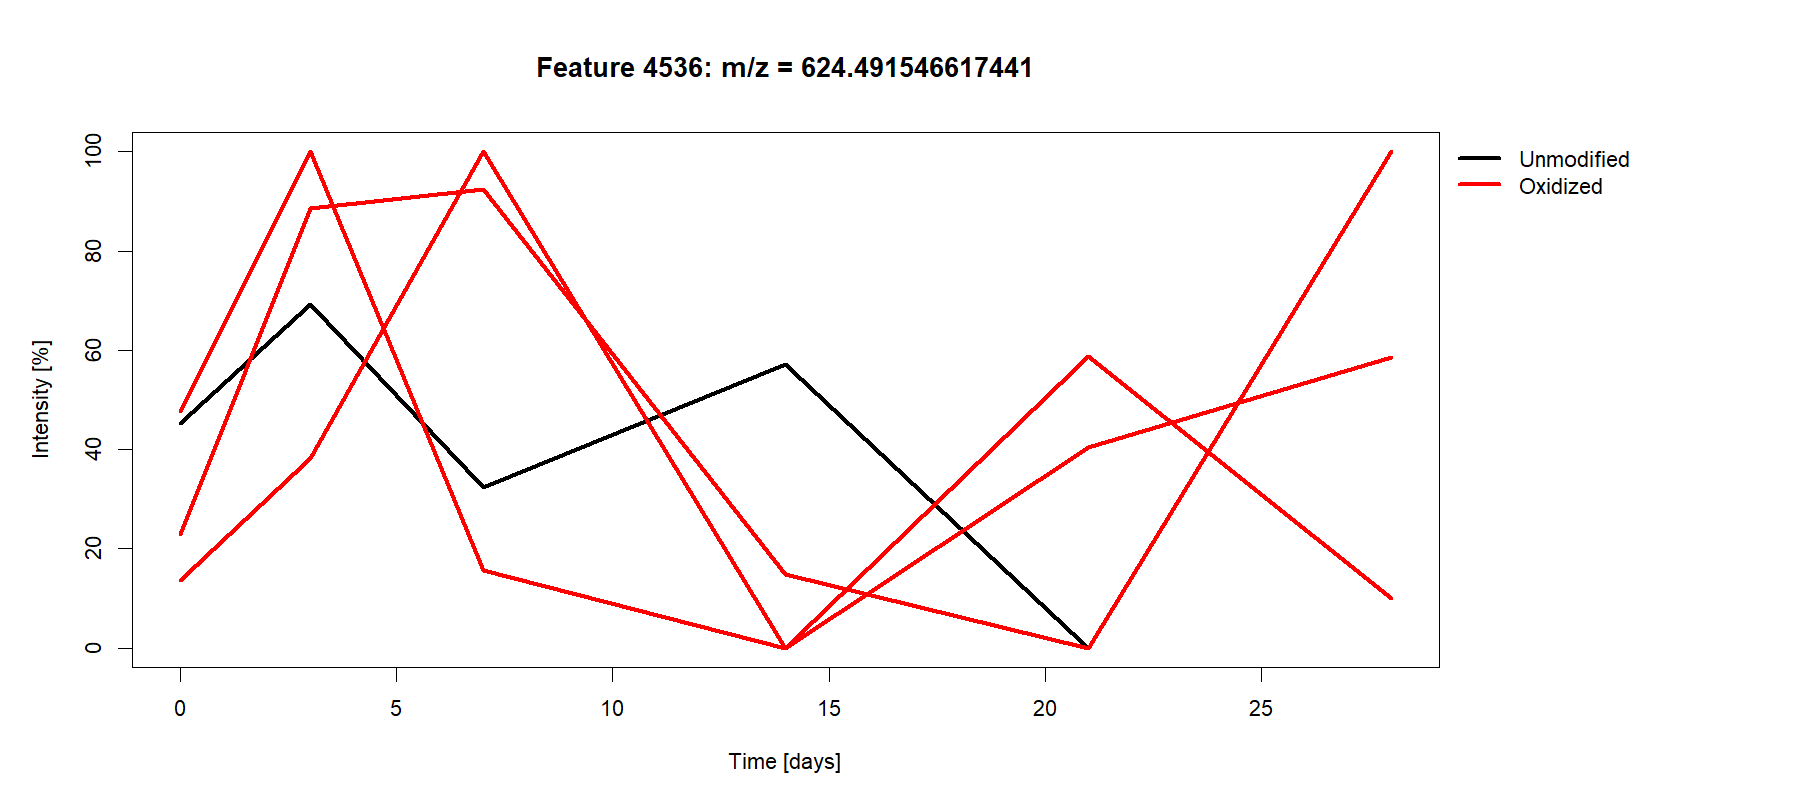 Feature 4536: m/z = 624.491546617441
Unmodified
Oxidized
Intensity [%]
100
80
60
40
20
0
0 5 10 15 20 25
Time [days]